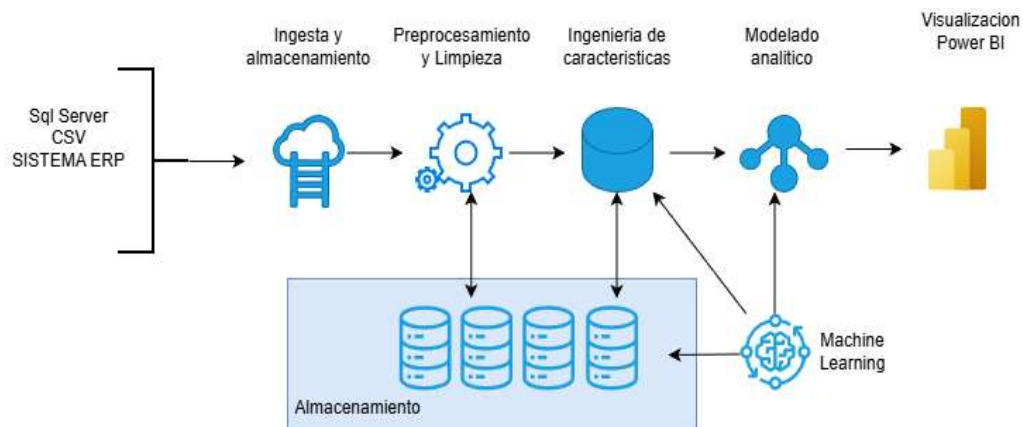 Sql Server
CSV
SISTEMA ERP
Ingesta y
almacenamiento
Preprocesamiento
y Limpieza
Ingenieria de
caracteristicas
Modelado
analítico
Visualizacion
Power BI
Machine
Learning
Almacenamiento